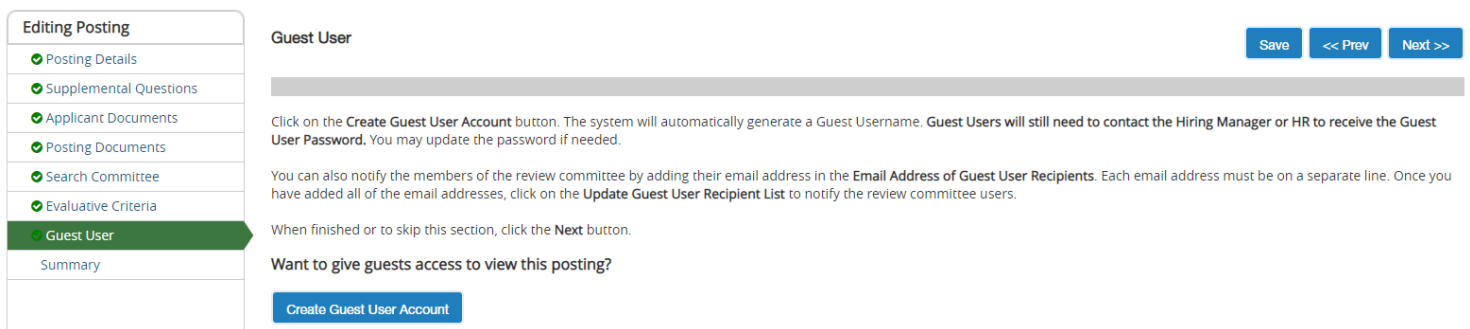 Editing Posting
Posting Details
Supplemental Questions
Applicant Documents
Posting Documents
Search Committee
Evaluative Criteria
Guest User
Summary
Guest User
Save
<< Prev
Next >>
Click on the Create Guest User Account button. The system will automatically generate a Guest Username. Guest Users will still need to contact the Hiring Manager or HR to receive the Guest
User Password. You may update the password if needed.
You can also notify the members of the review committee by adding their email address in the Email Address of Guest User Recipients. Each email address must be on a separate line. Once you
have added all of the email addresses, click on the Update Guest User Recipient List to notify the review committee users.
When finished or to skip this section, click the Next button.
Want to give guests access to view this posting?
Create Guest User Account